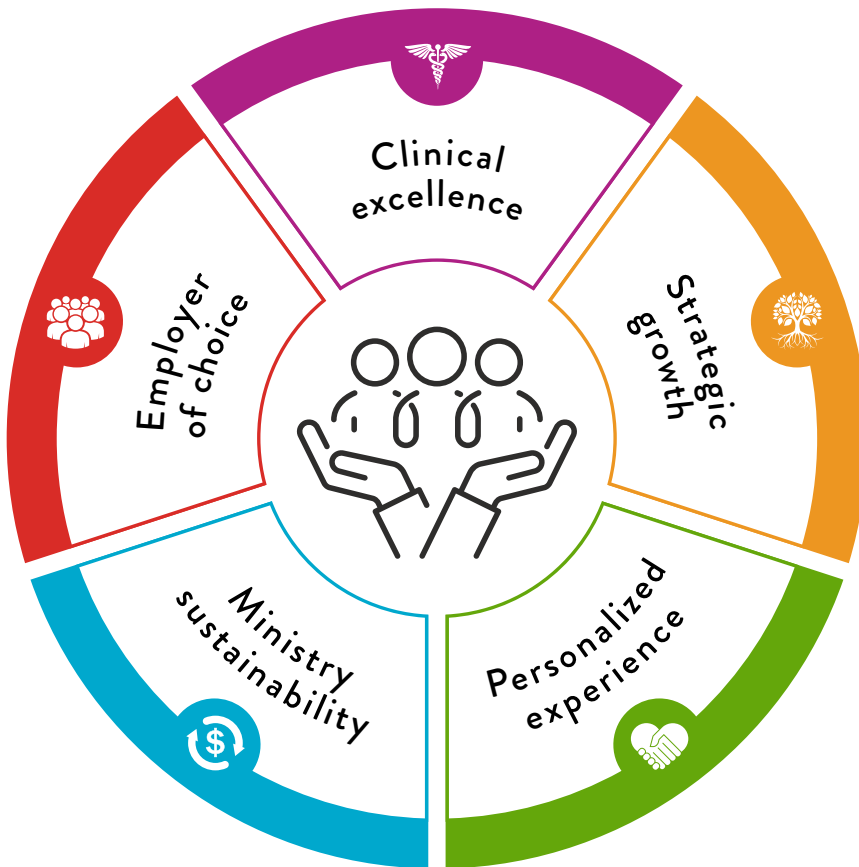 Clinical
excellence
Strategic
growth
Personalized
experience
Ministry
sustainability
$
Employer
of choice